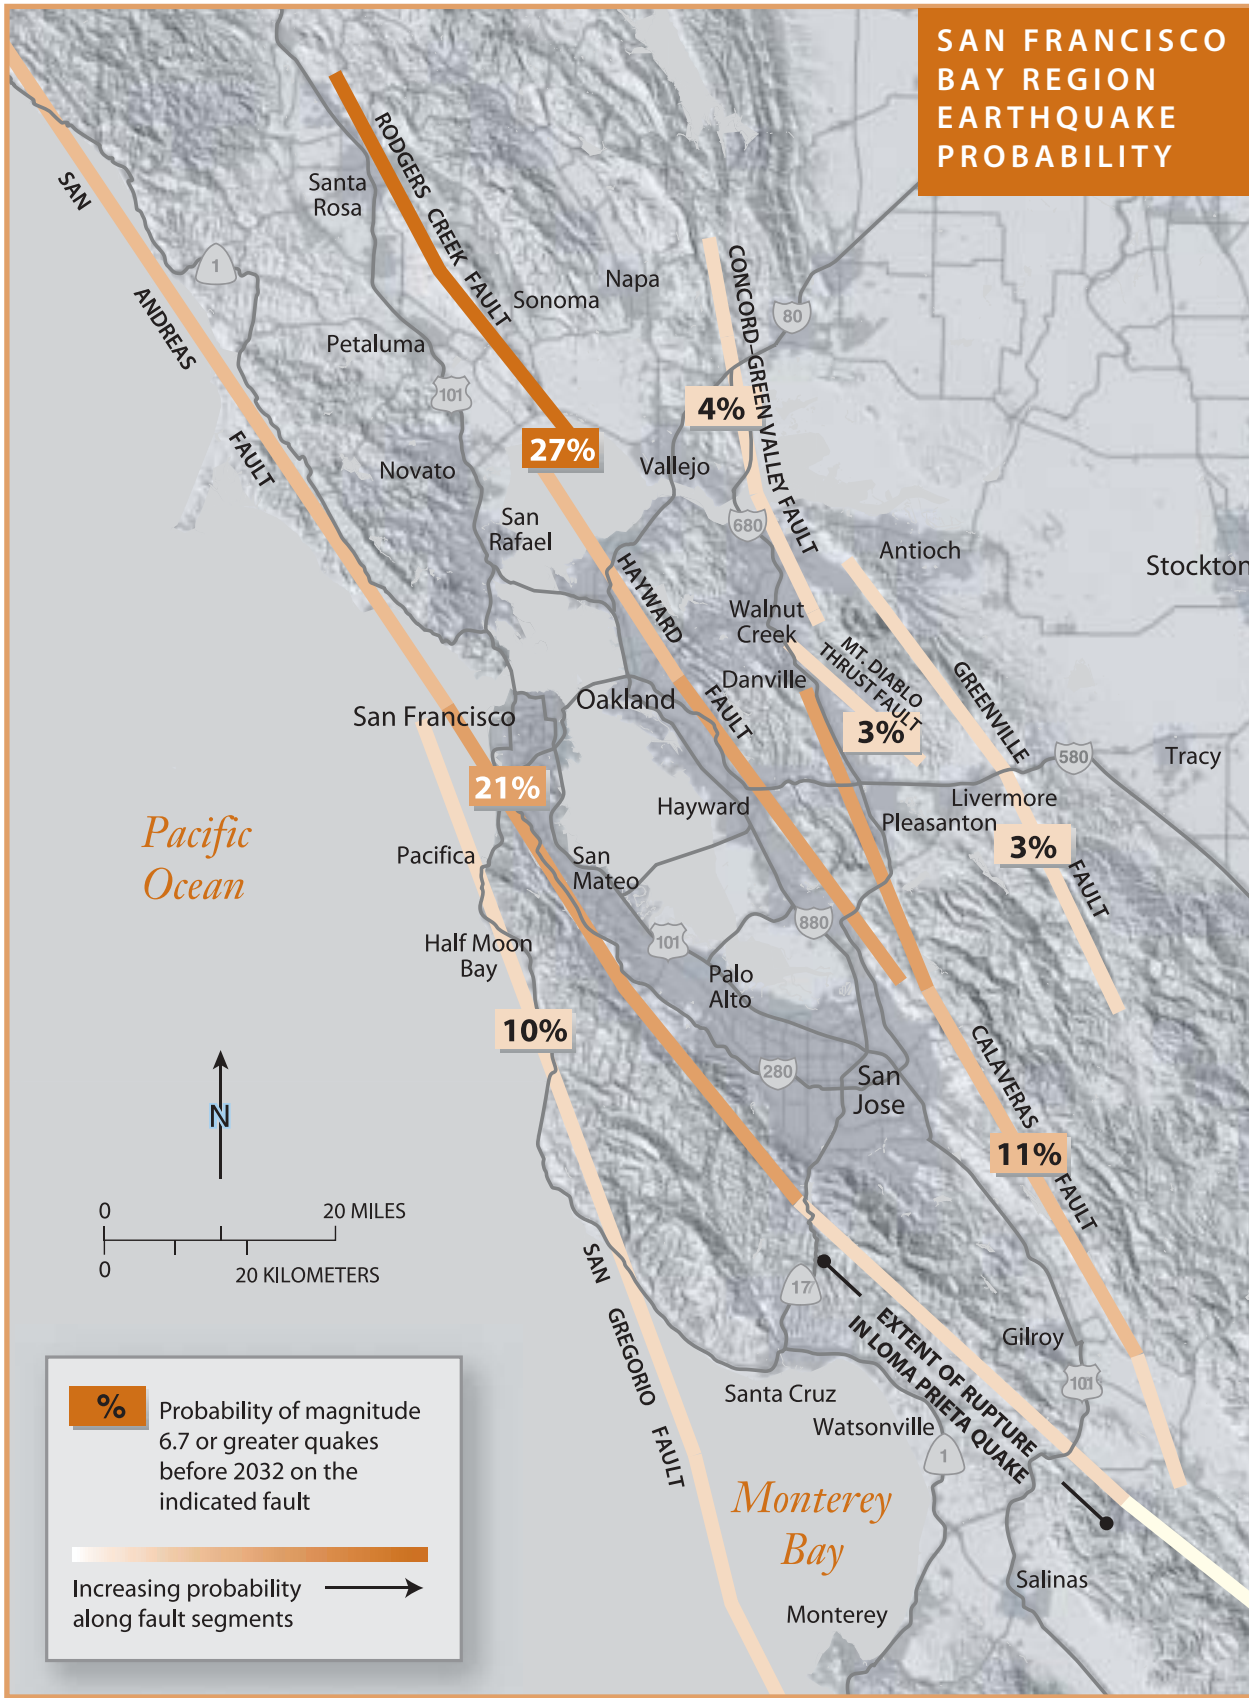 SAN FRANCISCO
BAY REGION
EARTHQUAKE
PROBABILITY
SAN ANDREAS FAULT
RODGERS CREEK FAULT
CONCORD–GREEN VALLEY FAULT
Santa
Rosa
1
Napa
Sonoma
80
Petaluma
101
4%
27%
Novato
Vallejo
San
Rafael
680
Antioch
Stockton
HAYWARD FAULT
Walnut
Creek
MT. DIABLO
THRUST FAULT
GREENVILLE FAULT
Danville
Oakland
San Francisco
3%
580
Tracy
21%
Hayward
Livermore
Pleasanton
Pacific
Ocean
Pacifica
San
Mateo
3%
880
101
Half Moon
Bay
Palo
Alto
10%
280
San
Jose
CALAVERAS FAULT
11%
N
0
20 MILES
0
20 KILOMETERS
SAN GREGORIO FAULT
17
EXTENT OF RUPTURE
IN LOMA PRIETA QUAKE
Gilroy
101
Santa Cruz
Watsonville
1
Monterey
Bay
Salinas
Monterey
%
Probability of magnitude
6.7 or greater quakes
before 2032 on the
indicated fault
Increasing probability
along fault segments